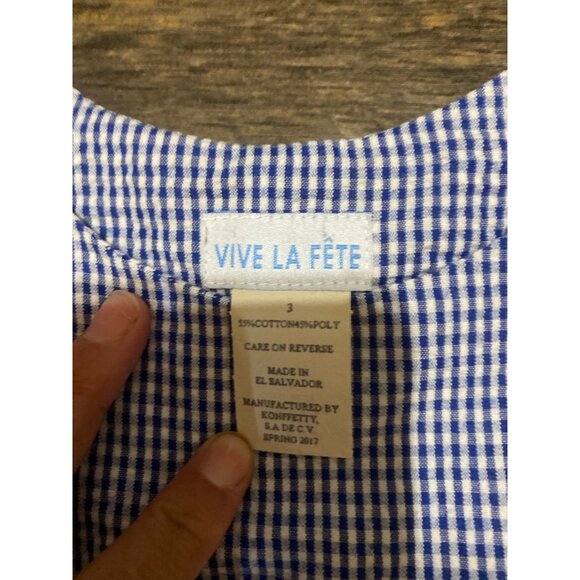 VIVE LA FÊTE
3
55%COTTON45%POLY
CARE ON REVERSE
MADE IN
EL SALVADOR
MANUFACTURED BY
KONFFETTY,
S.A DE C.V.
SPRING 2017